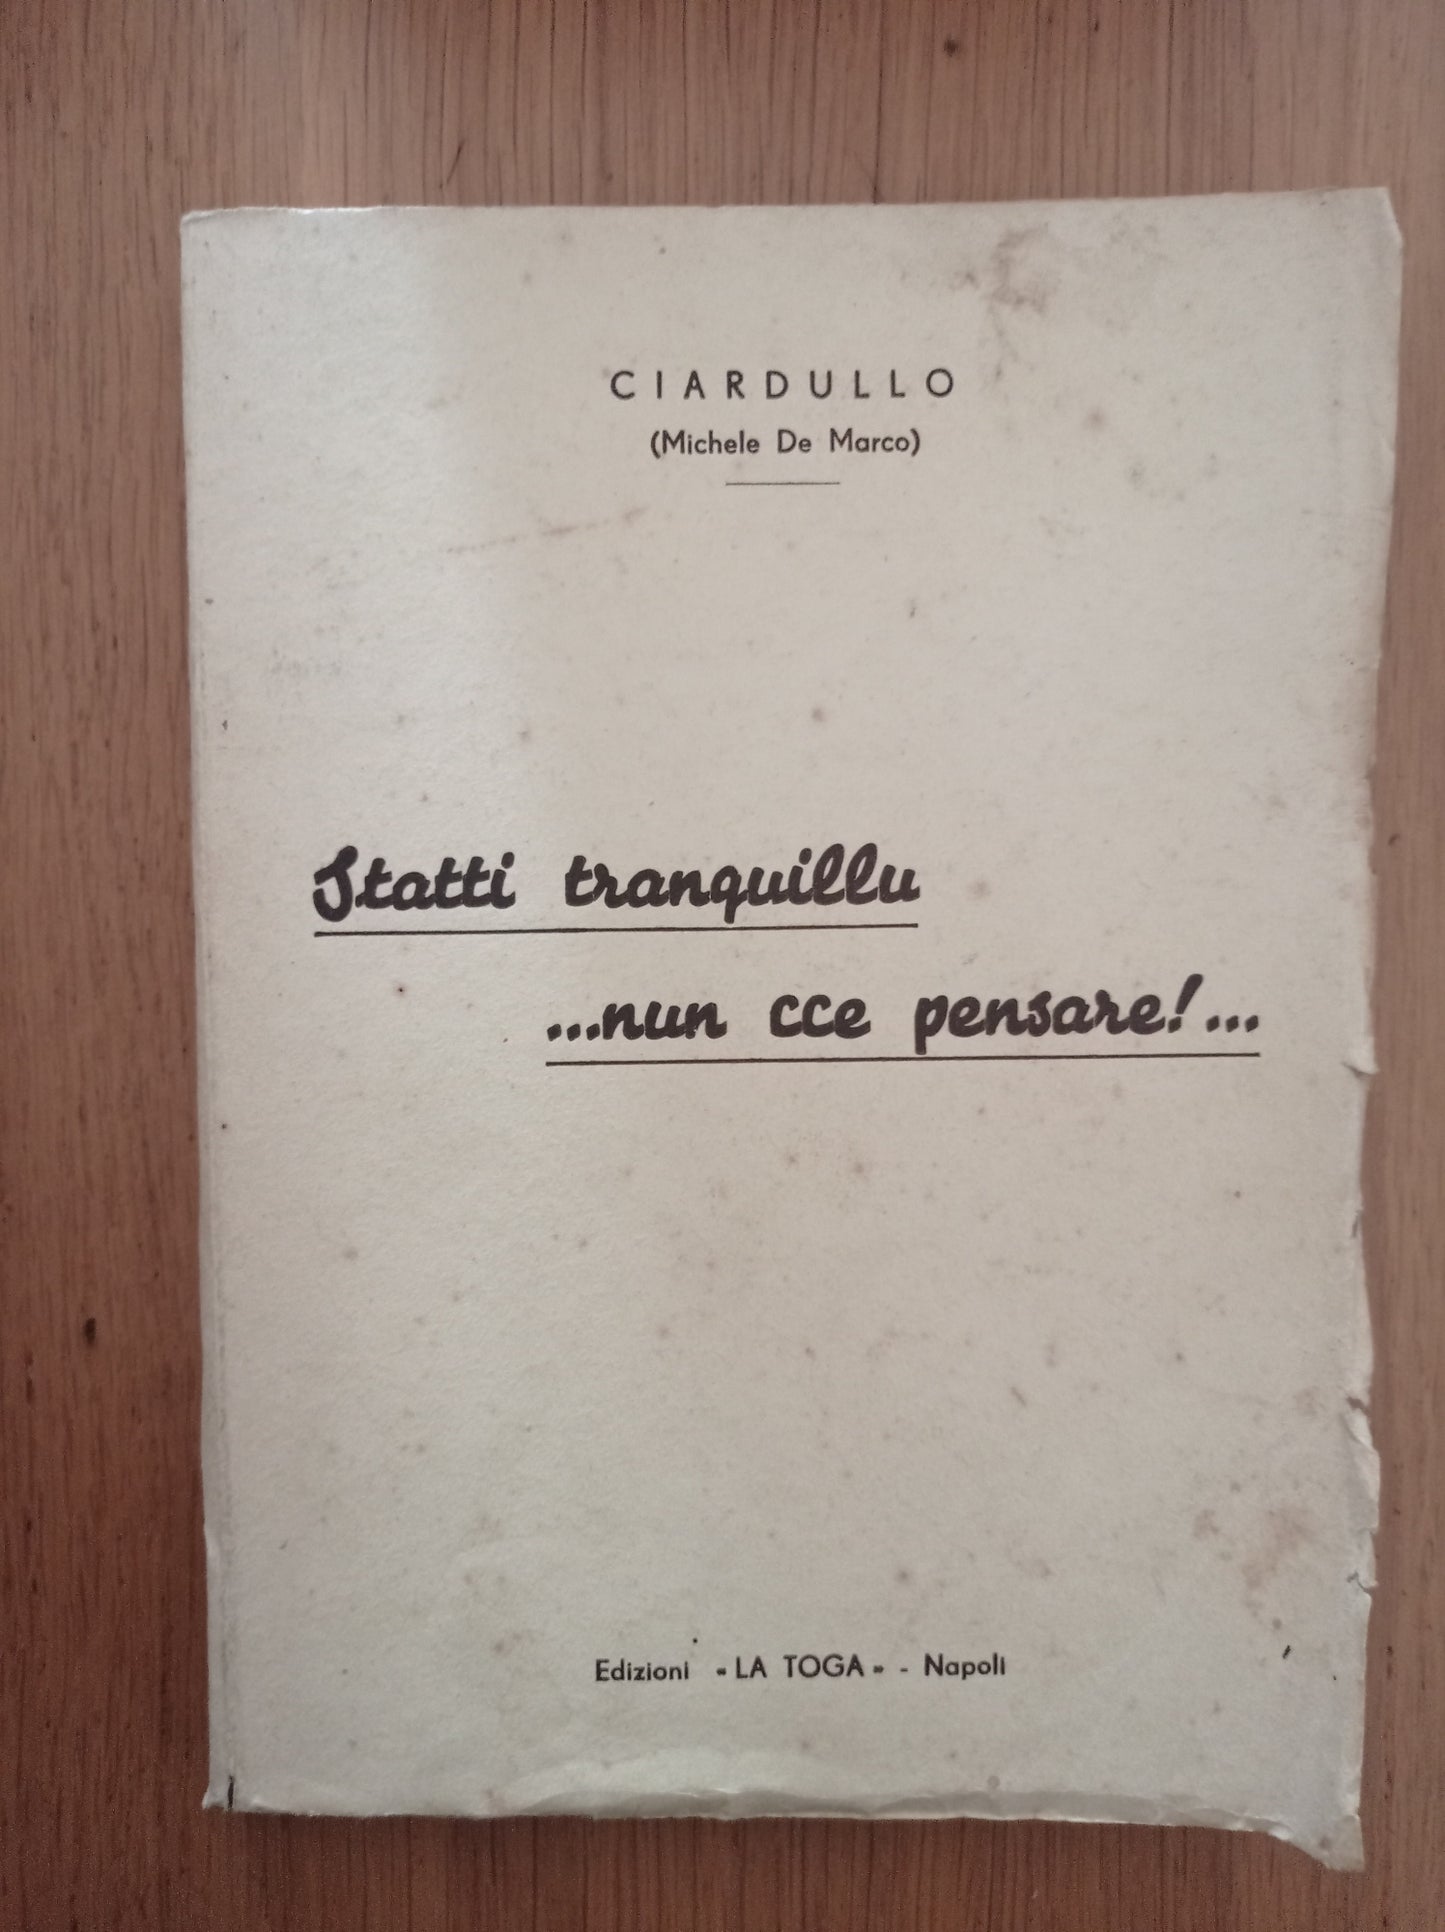 CIARDULLO
(Michele De Marco)
Statti tranquillu
...nun cce pensare!...
Edizioni «LA TOGA» - Napoli